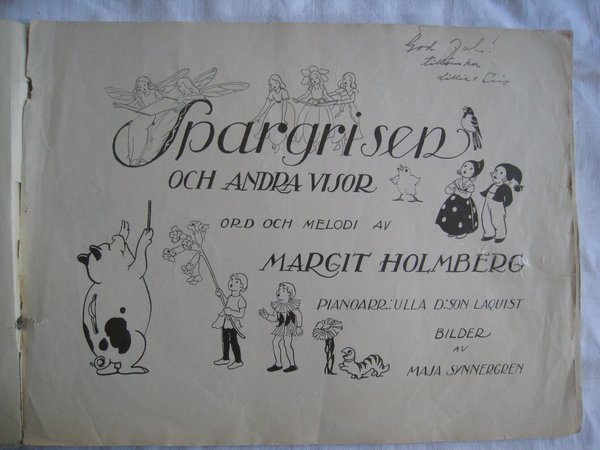 God Jul!
tillönskar
Spargrisen
OCH ANDRA VISOR
ORD OCH MELODI AV
MARGIT HOLMBERG
PIANOARR.: ULLA D:SON LAQUIST
BILDER
AV
MAJA SYNNERGREN